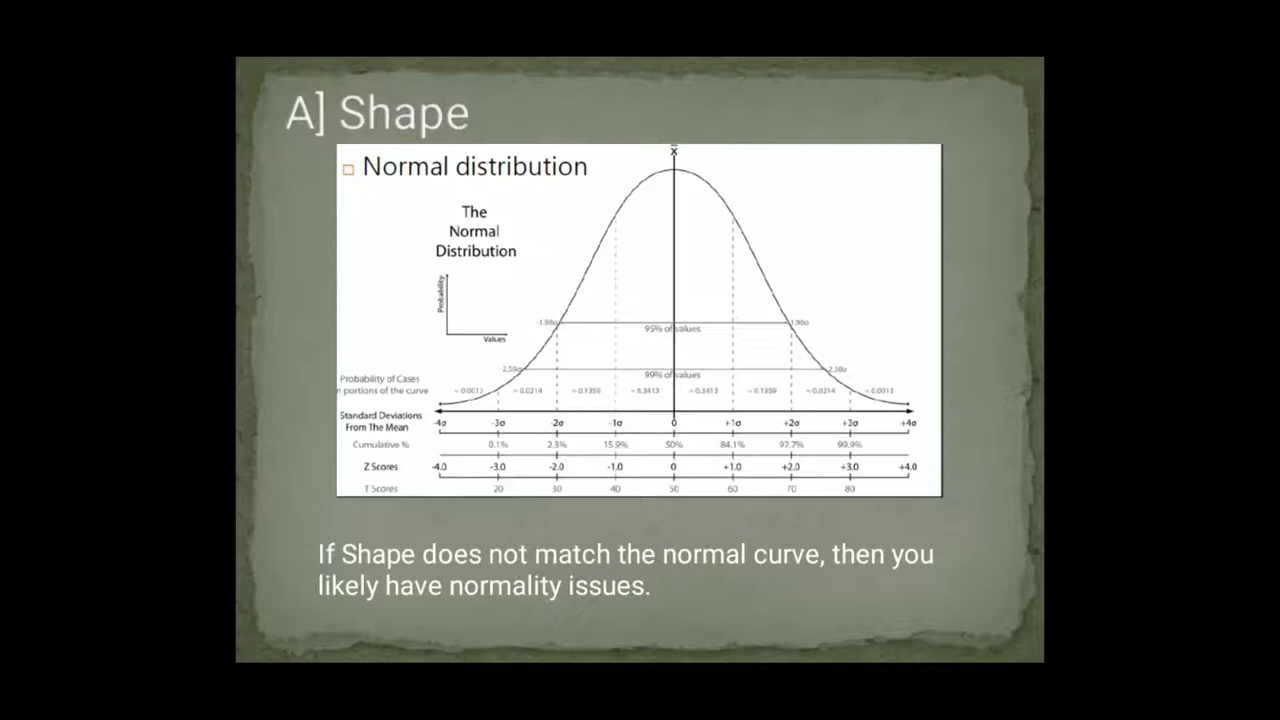 A] Shape
x̄
□ Normal distribution
The
Normal
Distribution
Probability
Values
-1.96σ 95% of values 1.96σ
99% of values
Probability of Cases
n portions of the curve ≈ 0.0013 ≈ 0.0214 ≈ 0.1359 ≈ 0.3413 ≈ 0.3413 ≈ 0.1359 ≈ 0.0214 ≈ 0.0013
Standard Deviations
From The Mean -4σ -3σ -2σ -1σ 0 +1σ +2σ +3σ +4σ
Cumulative % 0.1% 2.3% 15.9% 50% 84.1% 97.7% 99.9%
Z Scores -4.0 -3.0 -2.0 -1.0 0 +1.0 +2.0 +3.0 +4.0
T Scores 20 30 40 50 60 70 80
If Shape does not match the normal curve, then you
likely have normality issues.